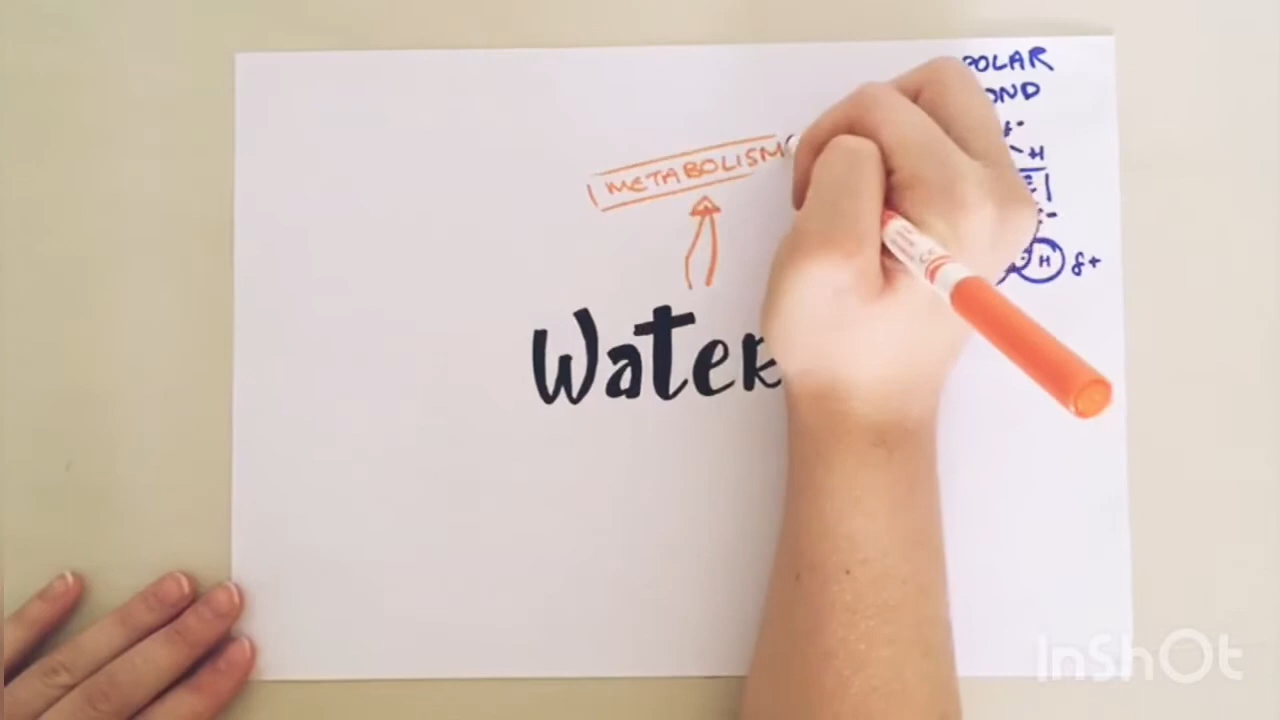 POLAR
OND
H
METABOLISM
H δ+
Water
InShOt